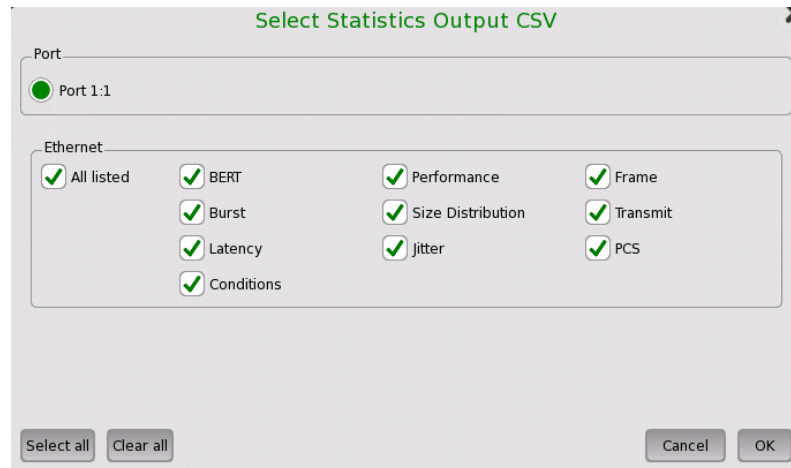 Select Statistics Output CSV
Port
Port 1:1
Ethernet
All listed BERT Performance Frame
Burst Size Distribution Transmit
Latency Jitter PCS
Conditions
Select all Clear all Cancel OK